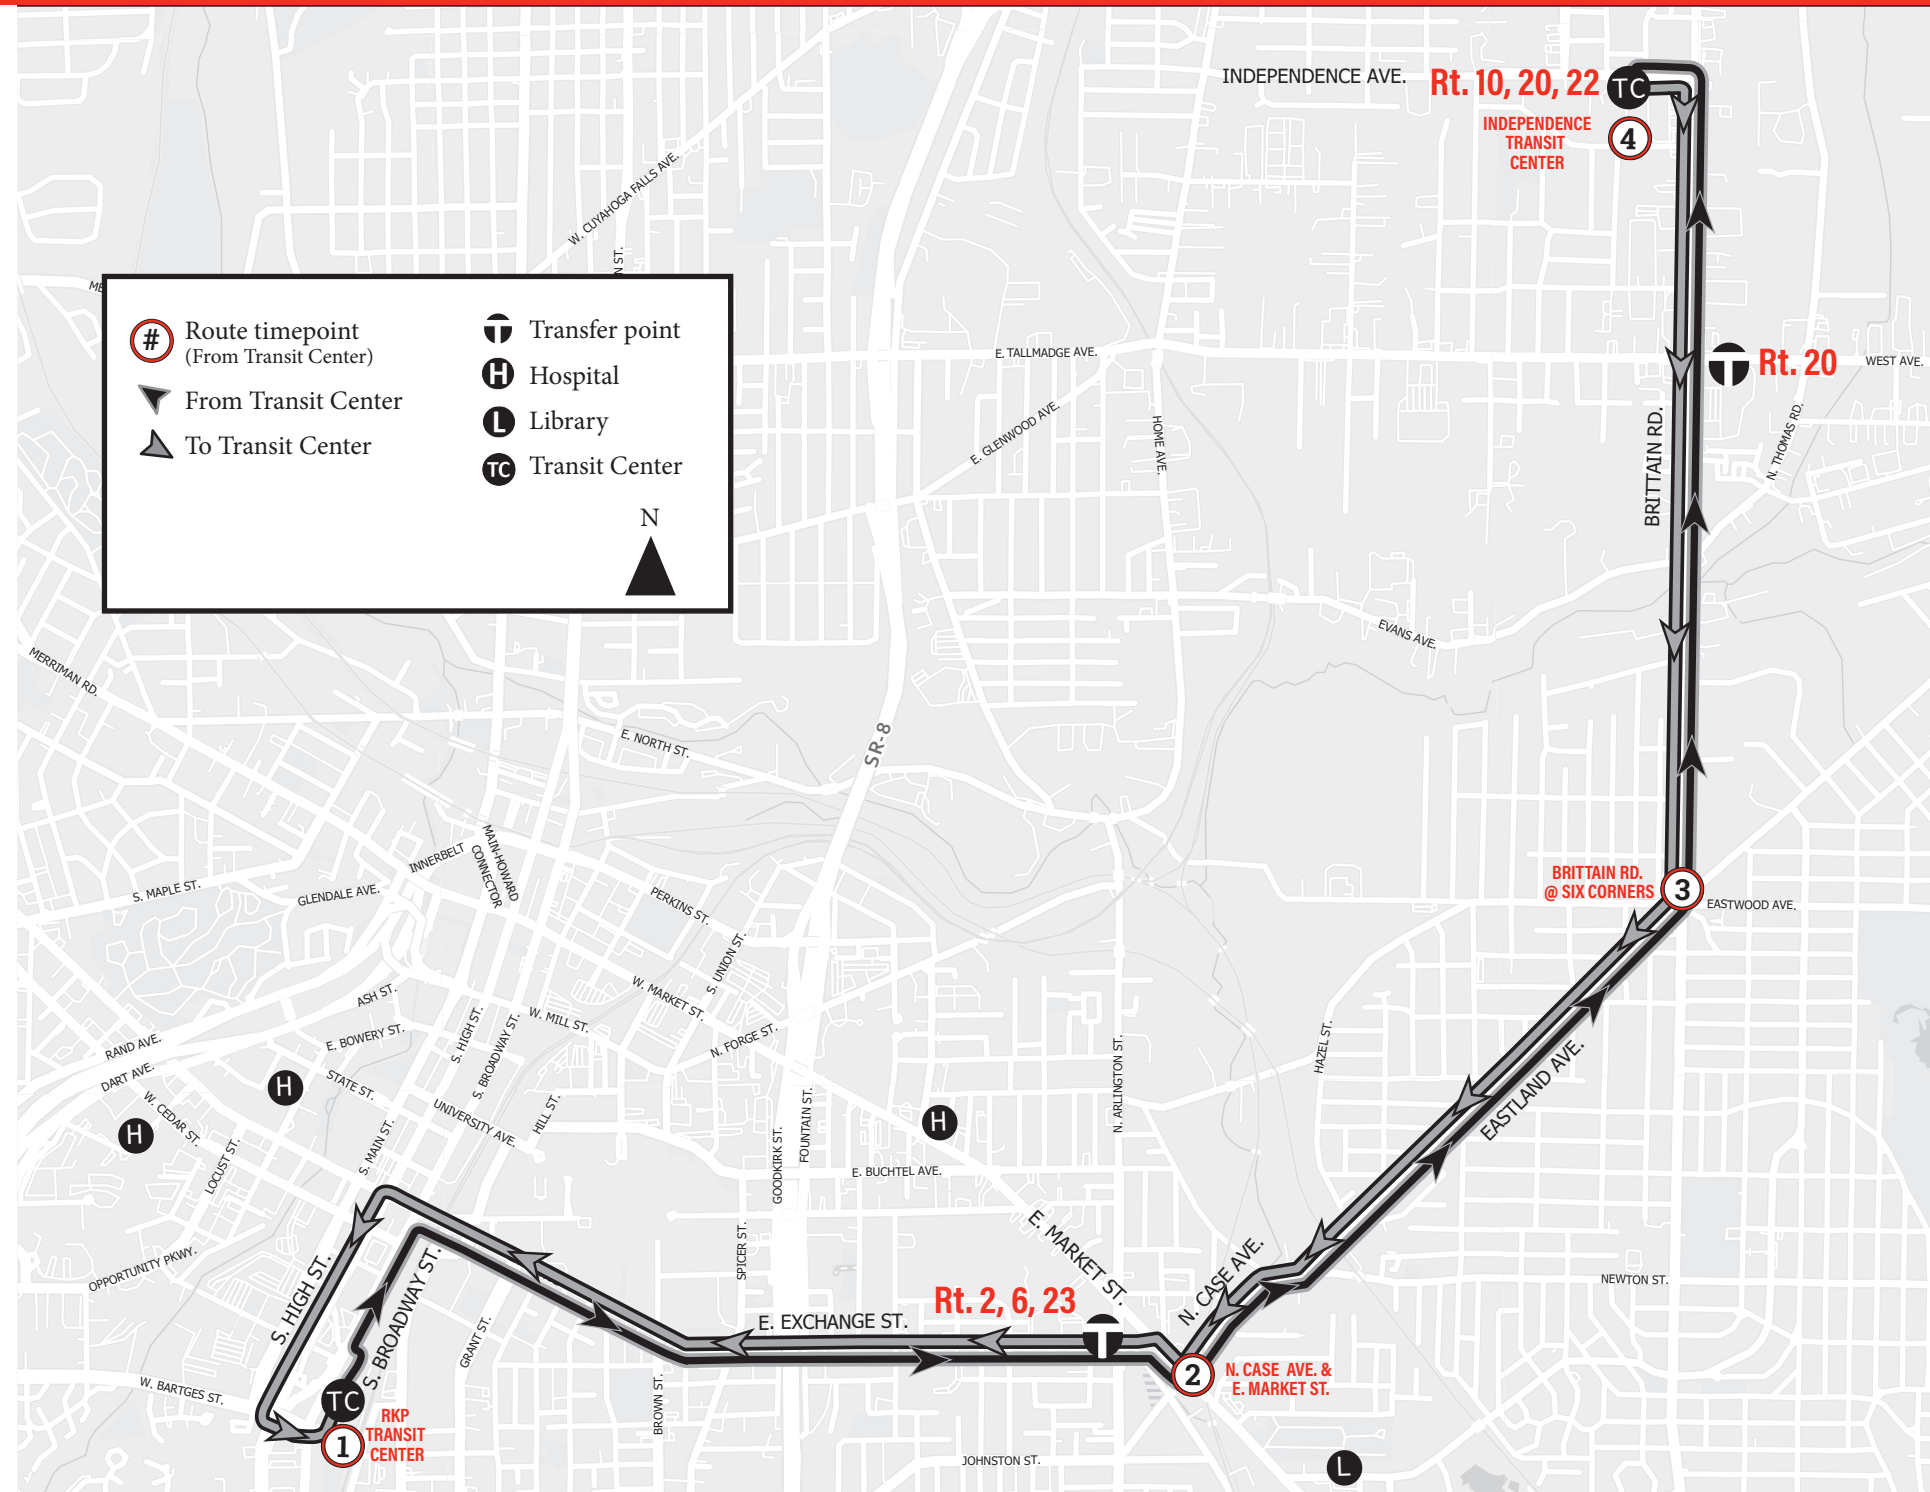 INDEPENDENCE AVE.
Rt. 10, 20, 22
TC
INDEPENDENCE
TRANSIT
CENTER
4
W. CUYAHOGA FALLS AVE.
N ST.
ME
#
Route timepoint
(From Transit Center)
From Transit Center
To Transit Center
T
Transfer point
H
Hospital
L
Library
TC
Transit Center
N
E. TALLMADGE AVE.
T
Rt. 20
WEST AVE.
BRITTAIN RD.
N. THOMAS RD.
E. GLENWOOD AVE.
HOME AVE.
EVANS AVE.
MERRIMAN RD.
E. NORTH ST.
SR-8
MAIN-HOWARD
CONNECTOR
INNERBELT
S. MAPLE ST.
GLENDALE AVE.
PERKINS ST.
S. UNION ST.
BRITTAIN RD.
@ SIX CORNERS
3
EASTWOOD AVE.
W. MARKET ST.
ASH ST.
E. BOWERY ST.
S. HIGH ST.
S. BROADWAY ST.
W. MILL ST.
N. FORGE ST.
RAND AVE.
DART AVE.
W. CEDAR ST.
H
H
STATE ST.
UNIVERSITY AVE.
HILL ST.
LOCUST ST.
S. MAIN ST.
GOODKIRK ST.
FOUNTAIN ST.
H
E. BUCHTEL AVE.
N. ARLINGTON ST.
HAZEL ST.
EASTLAND AVE.
OPPORTUNITY PKWY.
S. HIGH ST.
S. BROADWAY ST.
SPICER ST.
E. MARKET ST.
N. CASE AVE.
NEWTON ST.
Rt. 2, 6, 23
T
E. EXCHANGE ST.
GRANT ST.
BROWN ST.
W. BARTGES ST.
TC
RKP
TRANSIT
CENTER
1
2
N. CASE AVE. &
E. MARKET ST.
JOHNSTON ST.
L